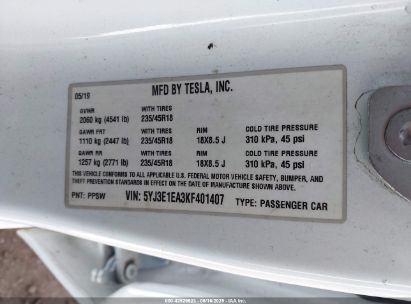 MFD BY TESLA, INC.
05/19
GVWR WITH TIRES
2060 kg (4541 lb) 235/45R18
GAWR FRT WITH TIRES RIM COLD TIRE PRESSURE
1110 kg (2447 lb) 235/45R18 18X8.5 J 310 kPa, 45 psi
GAWR RR WITH TIRES RIM COLD TIRE PRESSURE
1257 kg (2771 lb) 235/45R18 18X8.5 J 310 kPa, 45 psi
THIS VEHICLE CONFORMS TO ALL APPLICABLE U.S. FEDERAL MOTOR VEHICLE SAFETY, BUMPER, AND
THEFT PREVENTION STANDARDS IN EFFECT ON THE DATE OF MANUFACTURE SHOWN ABOVE.
PNT: PPSW VIN: 5YJ3E1EA3KF401407 TYPE: PASSENGER CAR